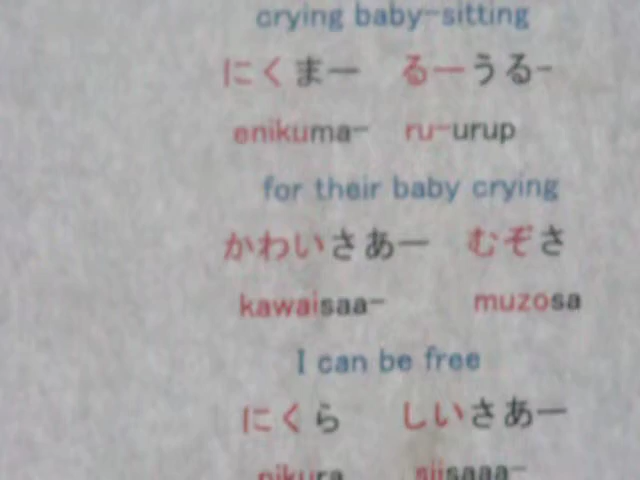 crying baby-sitting
にくまー るーうるｰ
enikuma- ru-urup
for their baby crying
かわいさあー むぞさ
kawaisaa- muzosa
I can be free
にくら しいさあー
nikura siisaaa-